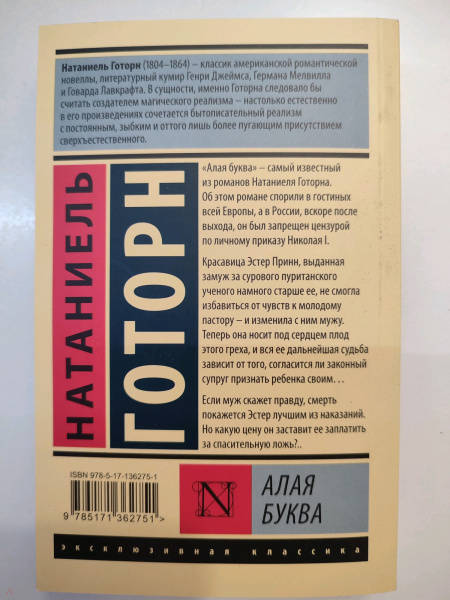 Натаниель Готорн (1804–1864) – классик американской романтической
новеллы, литературный кумир Генри Джеймса, Германа Мелвилла
и Говарда Лавкрафта. В сущности, именно Готорна следовало бы
считать создателем магического реализма – настолько естественно
в его произведениях сочетается бытописательный реализм
с постоянным, зыбким и оттого лишь более пугающим присутствием
сверхъестественного.
НАТАНИЕЛЬ
ГОТОРН
«Алая буква» – самый известный
из романов Натаниеля Готорна.
Об этом романе спорили в гостиных
всей Европы, а в России, вскоре после
выхода, он был запрещен цензурой
по личному приказу Николая I.
Красавица Эстер Принн, выданная
замуж за сурового пуританского
ученого намного старше ее, не смогла
избавиться от чувств к молодому
пастору – и изменила с ним мужу.
Теперь она носит под сердцем плод
этого греха, и вся ее дальнейшая судьба
зависит от того, согласится ли законный
супруг признать ребенка своим…
Если муж скажет правду, смерть
покажется Эстер лучшим из наказаний.
Но какую цену он заставит ее заплатить
за спасительную ложь?..
ISBN 978-5-17-136275-1
9 785171 362751 >
N
АЛАЯ
БУКВА
эксклюзивная классика